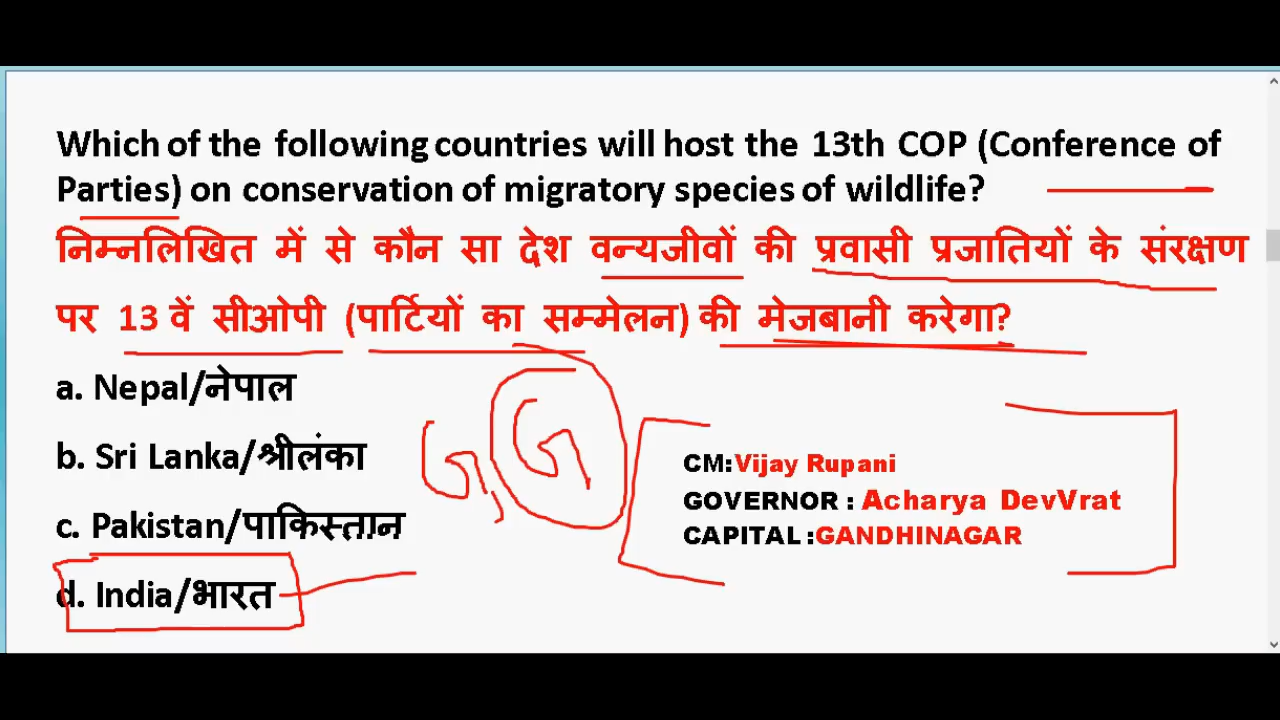 Which of the following countries will host the 13th COP (Conference of
Parties) on conservation of migratory species of wildlife?
निम्नलिखित में से कौन सा देश वन्यजीवों की प्रवासी प्रजातियों के संरक्षण
पर 13 वें सीओपी (पार्टियों का सम्मेलन) की मेजबानी करेगा?
a. Nepal/नेपाल
b. Sri Lanka/श्रीलंका
c. Pakistan/पाकिस्तान
d. India/भारत
G, G
CM:Vijay Rupani
GOVERNOR : Acharya DevVrat
CAPITAL :GANDHINAGAR